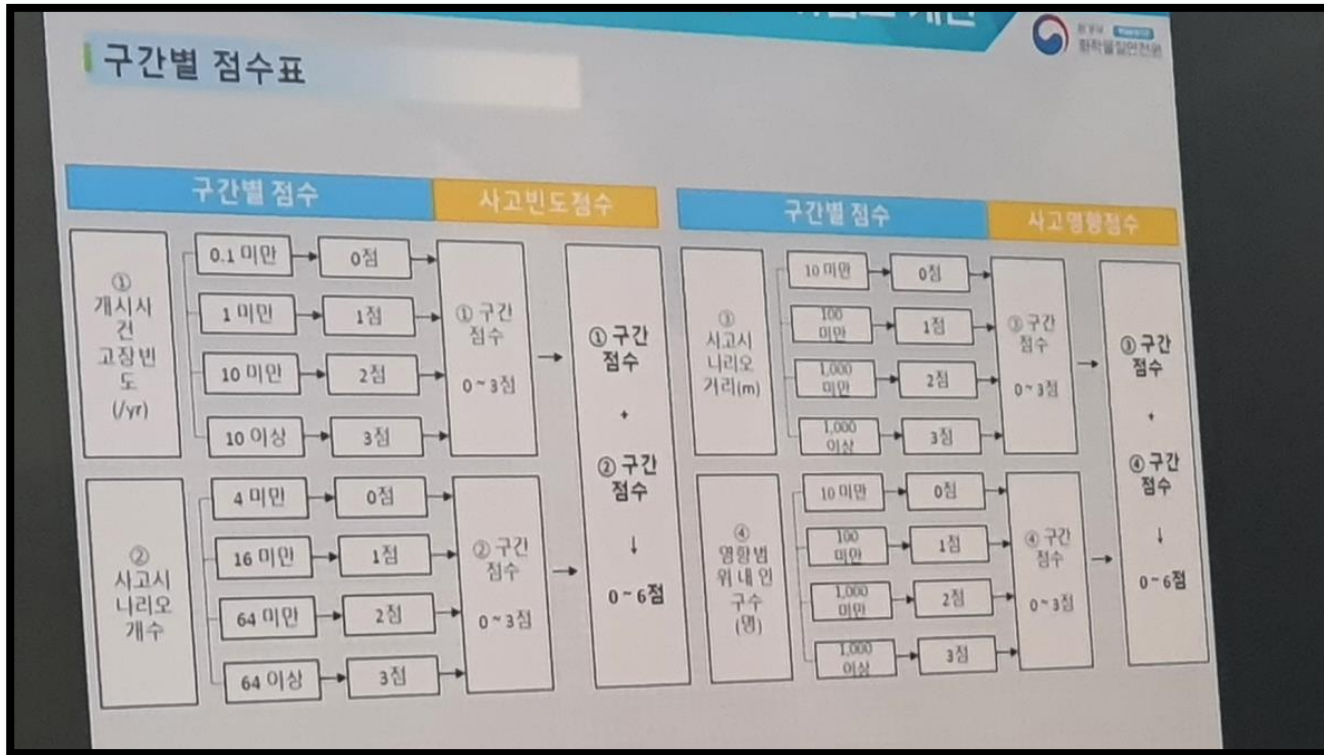 개선
화학물질안전원
구간별 점수표
구간별 점수
사고빈도점수
①
개시사
건
고장빈
도
(/yr)
0.1 미만
0점
1 미만
1점
10 미만
2점
10 이상
3점
① 구간
점수
0 ~ 3점
②
사고시
나리오
개수
4 미만
0점
16 미만
1점
64 미만
2점
64 이상
3점
② 구간
점수
0 ~ 3점
① 구간
점수
+
② 구간
점수
↓
0 ~ 6점
구간별 점수
사고영향점수
③
사고시
나리오
거리(m)
10 미만
0점
100
미만
1점
1,000
미만
2점
1,000
이상
3점
③ 구간
점수
0 ~ 3점
④
영향범
위 내 인
구수
(명)
10 미만
0점
100
미만
1점
1,000
미만
2점
1,000
이상
3점
④ 구간
점수
0 ~ 3점
③ 구간
점수
+
④ 구간
점수
↓
0 ~ 6점